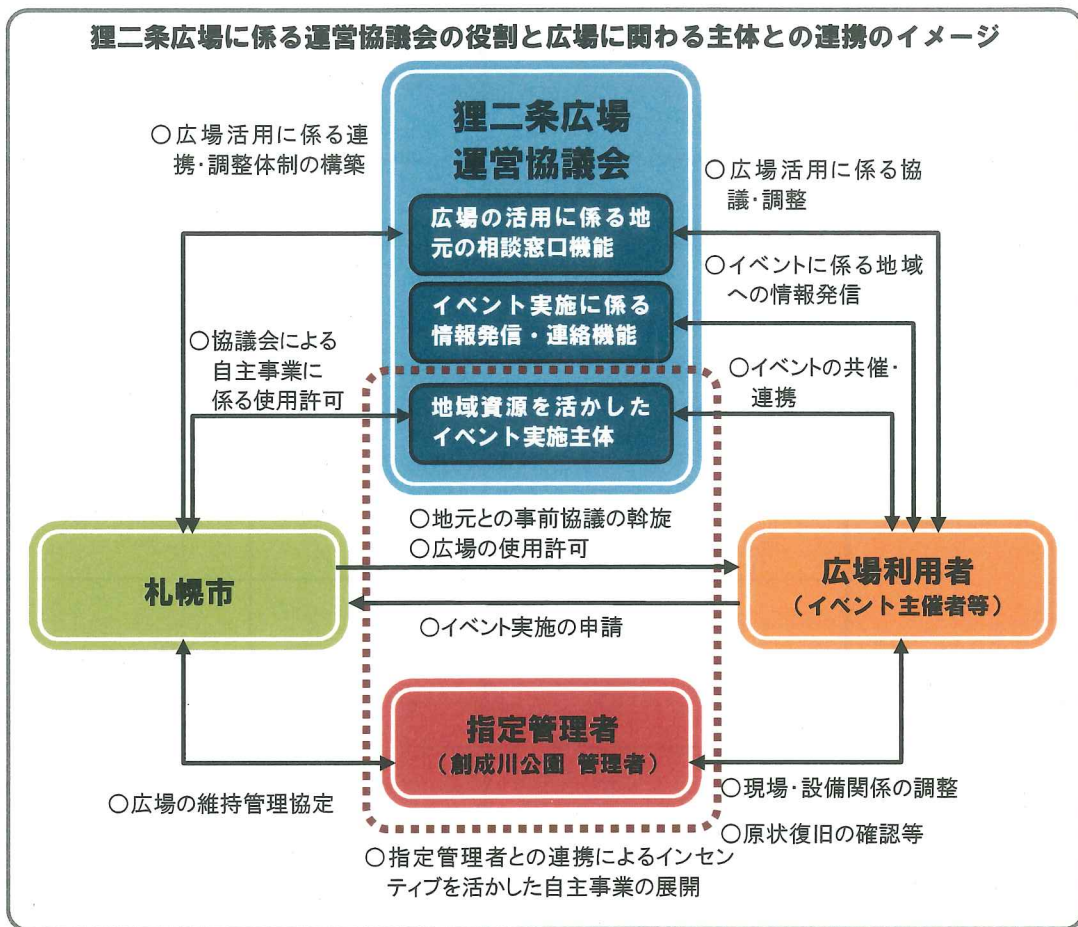 狸二条広場に係る運営協議会の役割と広場に関わる主体との連携のイメージ
狸二条広場
運営協議会
○広場活用に係る連
携・調整体制の構築
○広場活用に係る協
議・調整
広場の活用に係る地
元の相談窓口機能
○イベントに係る地域
への情報発信
イベント実施に係る
情報発信・連絡機能
○協議会による
自主事業に
係る使用許可
○イベントの共催・
連携
地域資源を活かした
イベント実施主体
○地元との事前協議の斡旋
○広場の使用許可
札幌市
広場利用者
（イベント主催者等）
○イベント実施の申請
指定管理者
（創成川公園 管理者）
○広場の維持管理協定
○現場・設備関係の調整
○原状復旧の確認等
○指定管理者との連携によるインセン
ティブを活かした自主事業の展開